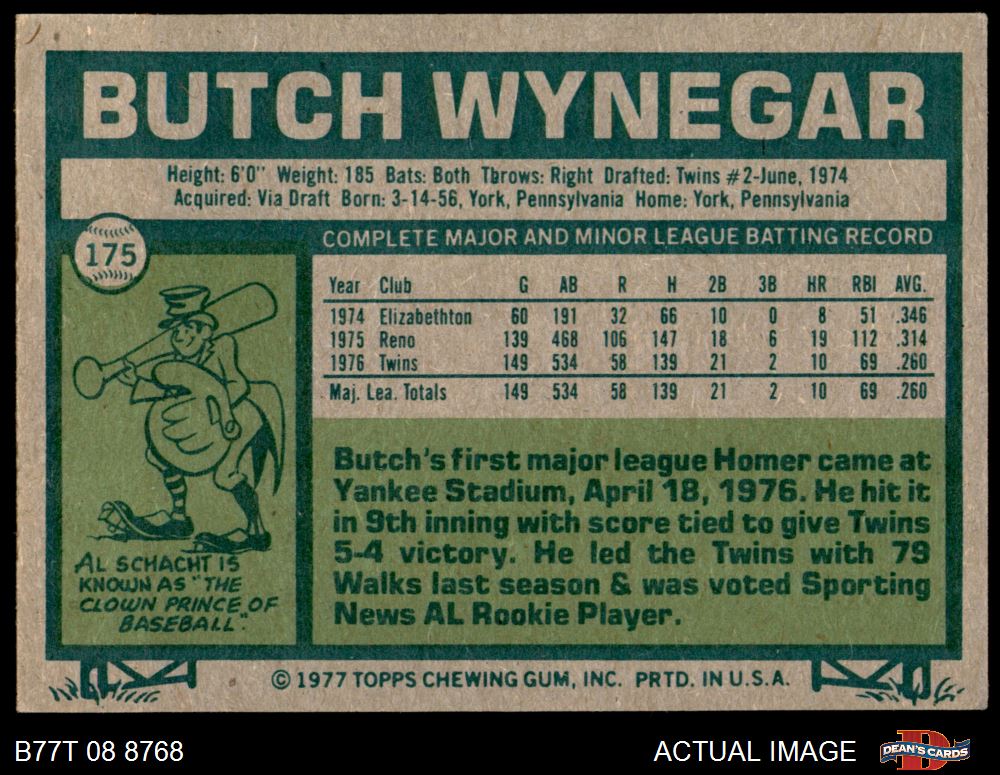 BUTCH WYNEGAR
Height: 6'0" Weight: 185 Bats: Both Throws: Right Drafted: Twins #2-June, 1974
Acquired: Via Draft Born: 3-14-56, York, Pennsylvania Home: York, Pennsylvania
175
COMPLETE MAJOR AND MINOR LEAGUE BATTING RECORD
Year Club G AB R H 2B 3B HR RBI AVG.
1974 Elizabethton 60 191 32 66 10 0 8 51 .346
1975 Reno 139 468 106 147 18 6 19 112 .314
1976 Twins 149 534 58 139 21 2 10 69 .260
Maj. Lea. Totals 149 534 58 139 21 2 10 69 .260
Butch's first major league Homer came at
Yankee Stadium, April 18, 1976. He hit it
in 9th inning with score tied to give Twins
5-4 victory. He led the Twins with 79
Walks last season & was voted Sporting
News AL Rookie Player.
AL SCHACHT IS
KNOWN AS "THE
CLOWN PRINCE OF
BASEBALL".
© 1977 TOPPS CHEWING GUM, INC. PRTD. IN U.S.A.
B77T 08 8768
ACTUAL IMAGE
D
DEAN'S CARDS